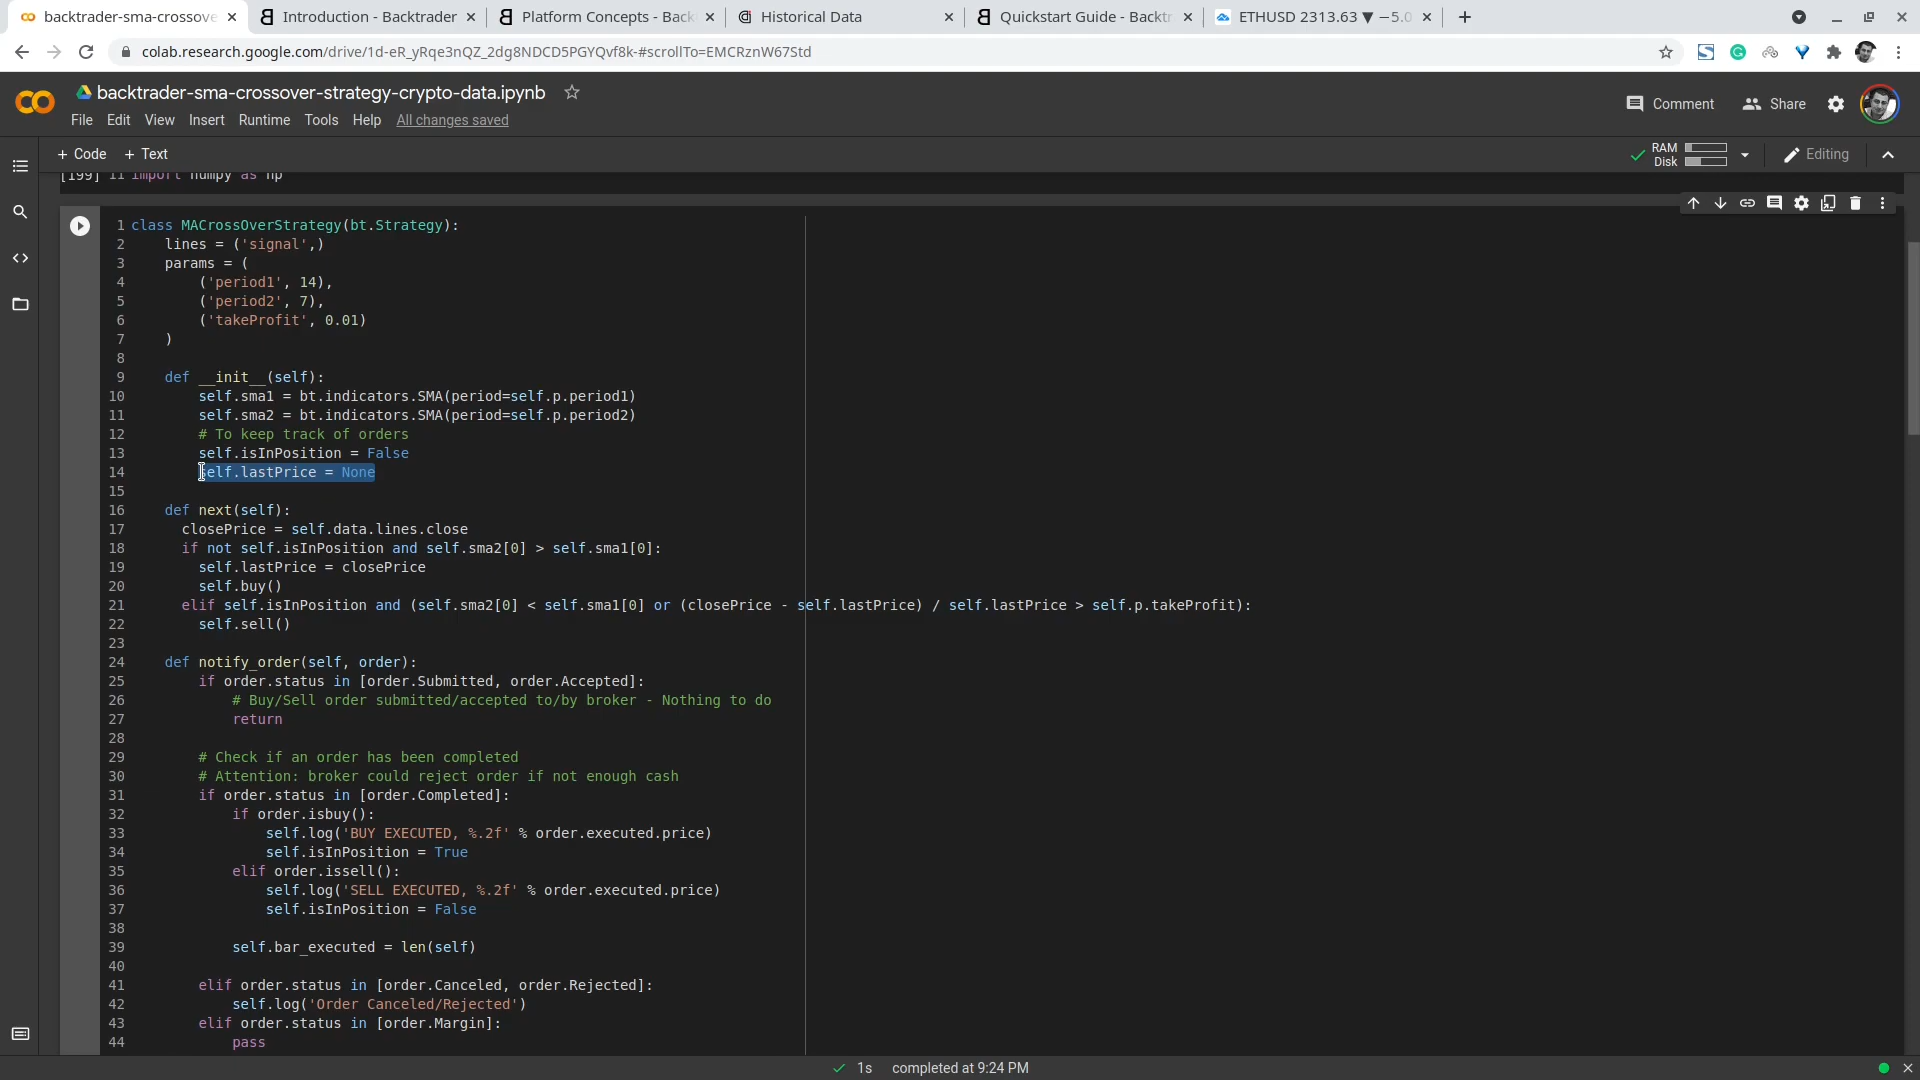 backtrader-sma-crossove
Introduction - Backtrader
Platform Concepts - Back
Historical Data
Quickstart Guide - Backtr
ETHUSD 2313.63 ▼ −5.0
colab.research.google.com/drive/1d-eR_yRqe3nQZ_2dg8NDCD5PGYQvf8k-#scrollTo=EMCRznW67Std
backtrader-sma-crossover-strategy-crypto-data.ipynb
Comment
Share
File Edit View Insert Runtime Tools Help All changes saved
+ Code + Text
RAM
Disk
Editing
[199] 11 import numpy as np
1 class MACrossOverStrategy(bt.Strategy):
2 lines = ('signal',)
3 params = (
4 ('period1', 14),
5 ('period2', 7),
6 ('takeProfit', 0.01)
7 )
8
9 def __init__(self):
10 self.sma1 = bt.indicators.SMA(period=self.p.period1)
11 self.sma2 = bt.indicators.SMA(period=self.p.period2)
12 # To keep track of orders
13 self.isInPosition = False
14 self.lastPrice = None
15
16 def next(self):
17 closePrice = self.data.lines.close
18 if not self.isInPosition and self.sma2[0] > self.sma1[0]:
19 self.lastPrice = closePrice
20 self.buy()
21 elif self.isInPosition and (self.sma2[0] < self.sma1[0] or (closePrice - self.lastPrice) / self.lastPrice > self.p.takeProfit):
22 self.sell()
23
24 def notify_order(self, order):
25 if order.status in [order.Submitted, order.Accepted]:
26 # Buy/Sell order submitted/accepted to/by broker - Nothing to do
27 return
28
29 # Check if an order has been completed
30 # Attention: broker could reject order if not enough cash
31 if order.status in [order.Completed]:
32 if order.isbuy():
33 self.log('BUY EXECUTED, %.2f' % order.executed.price)
34 self.isInPosition = True
35 elif order.issell():
36 self.log('SELL EXECUTED, %.2f' % order.executed.price)
37 self.isInPosition = False
38
39 self.bar_executed = len(self)
40
41 elif order.status in [order.Canceled, order.Rejected]:
42 self.log('Order Canceled/Rejected')
43 elif order.status in [order.Margin]:
44 pass
1s completed at 9:24 PM